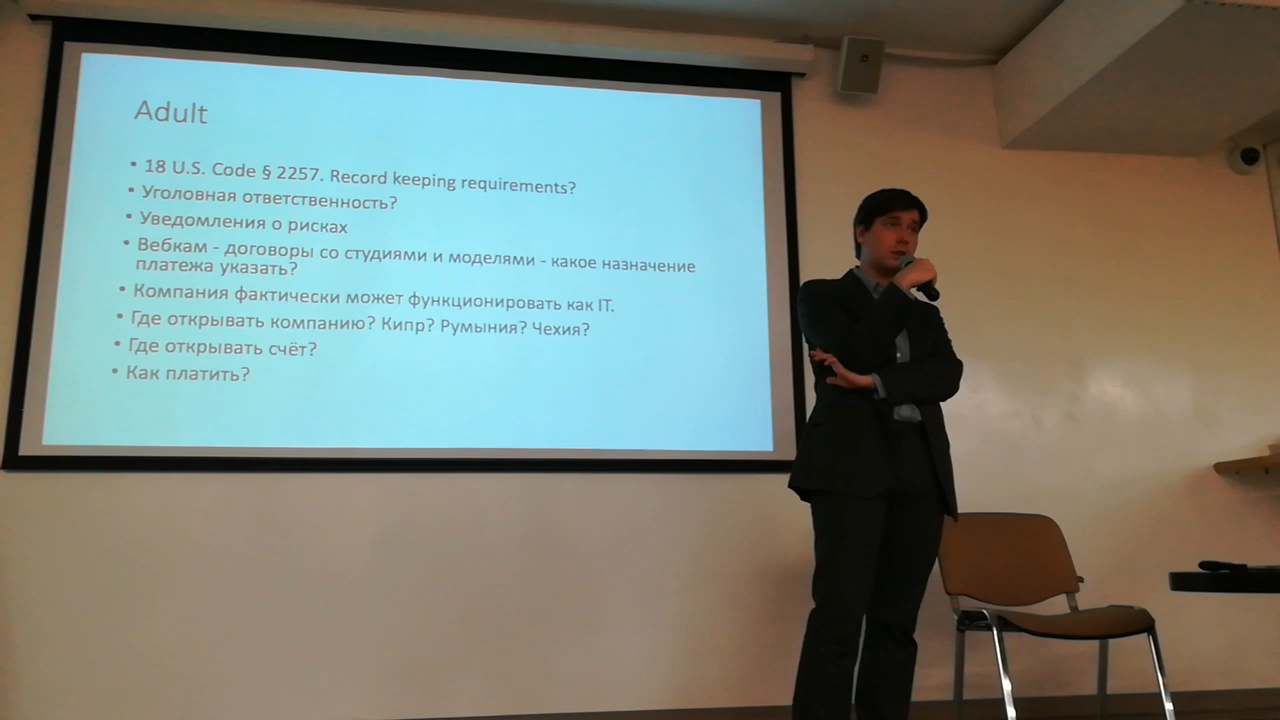 Adult
• 18 U.S. Code § 2257. Record keeping requirements?
• Уголовная ответственность?
• Уведомления о рисках
• Вебкам - договоры со студиями и моделями - какое назначение
платежа указать?
• Компания фактически может функционировать как IT.
• Где открывать компанию? Кипр? Румыния? Чехия?
• Где открывать счёт?
• Как платить?